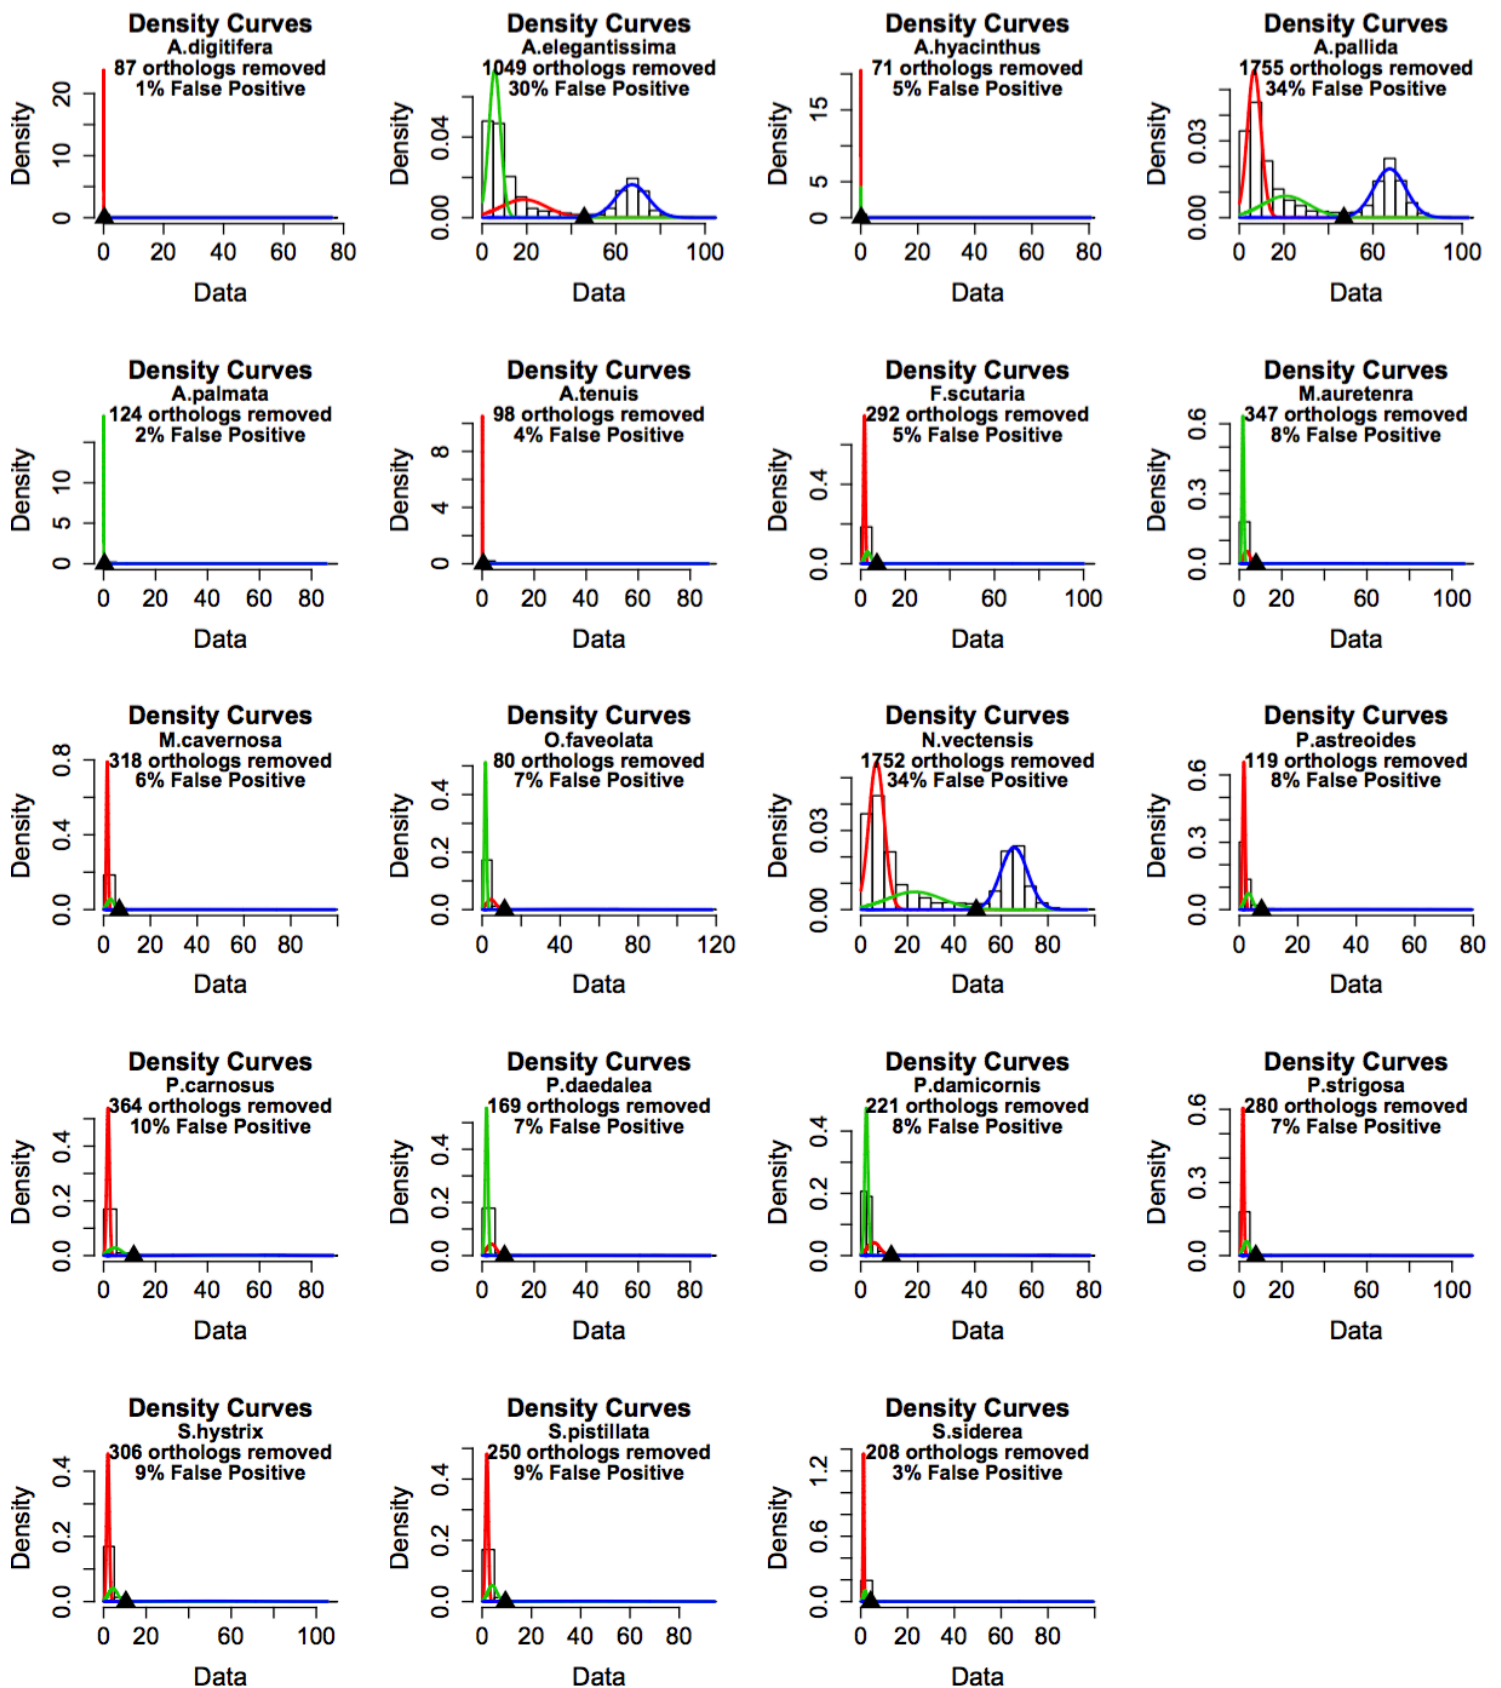 Density Curves
A.digitifera
87 orthologs removed
1% False Positive
Density
0 10 20
0 20 40 60 80
Data
Density Curves
A.elegantissima
1049 orthologs removed
30% False Positive
Density
0.00 0.04
0 20 60 100
Data
Density Curves
A.hyacinthus
71 orthologs removed
5% False Positive
Density
0 5 15
0 20 40 60 80
Data
Density Curves
A.pallida
1755 orthologs removed
34% False Positive
Density
0.00 0.03
0 20 60 100
Data
Density Curves
A.palmata
124 orthologs removed
2% False Positive
Density
0 5 10
0 20 40 60 80
Data
Density Curves
A.tenuis
98 orthologs removed
4% False Positive
Density
0 4 8
0 20 40 60 80
Data
Density Curves
F.scutaria
292 orthologs removed
5% False Positive
Density
0.0 0.4
0 20 60 100
Data
Density Curves
M.auretenra
347 orthologs removed
8% False Positive
Density
0.0 0.3 0.6
0 20 60 100
Data
Density Curves
M.cavernosa
318 orthologs removed
6% False Positive
Density
0.0 0.4 0.8
0 20 40 60 80
Data
Density Curves
O.faveolata
80 orthologs removed
7% False Positive
Density
0.0 0.2 0.4
0 40 80 120
Data
Density Curves
N.vectensis
1752 orthologs removed
34% False Positive
Density
0.00 0.03
0 20 40 60 80
Data
Density Curves
P.astreoides
119 orthologs removed
8% False Positive
Density
0.0 0.3 0.6
0 20 40 60 80
Data
Density Curves
P.carnosus
364 orthologs removed
10% False Positive
Density
0.0 0.2 0.4
0 20 40 60 80
Data
Density Curves
P.daedalea
169 orthologs removed
7% False Positive
Density
0.0 0.2 0.4
0 20 40 60 80
Data
Density Curves
P.damicornis
221 orthologs removed
8% False Positive
Density
0.0 0.2 0.4
0 20 40 60 80
Data
Density Curves
P.strigosa
280 orthologs removed
7% False Positive
Density
0.0 0.3 0.6
0 20 60 100
Data
Density Curves
S.hystrix
306 orthologs removed
9% False Positive
Density
0.0 0.2 0.4
0 20 60 100
Data
Density Curves
S.pistillata
250 orthologs removed
9% False Positive
Density
0.0 0.2 0.4
0 20 40 60 80
Data
Density Curves
S.siderea
208 orthologs removed
3% False Positive
Density
0.0 0.6 1.2
0 20 40 60 80
Data